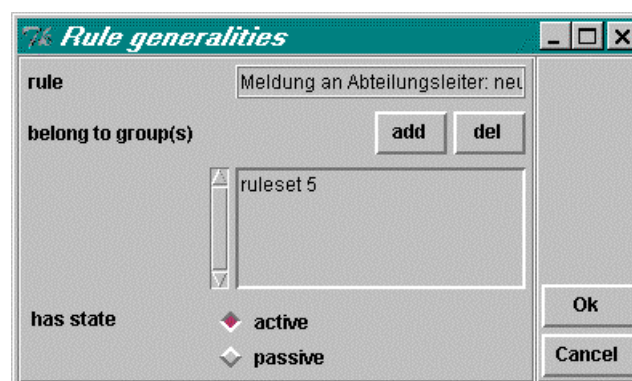 Rule generalities
rule Meldung an Abteilungsleiter: neu
belong to group(s) add del
ruleset 5
has state active
passive
Ok
Cancel